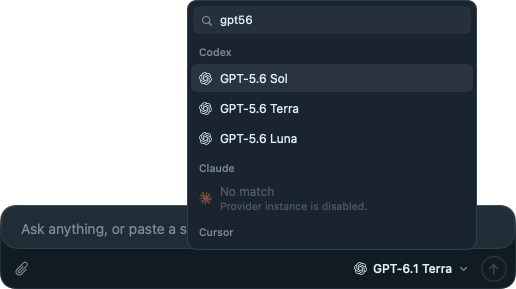 gpt56
Codex
GPT-5.6 Sol
GPT-5.6 Terra
GPT-5.6 Luna
Claude
No match
Provider instance is disabled.
Cursor
Ask anything, or paste a s
GPT-6.1 Terra